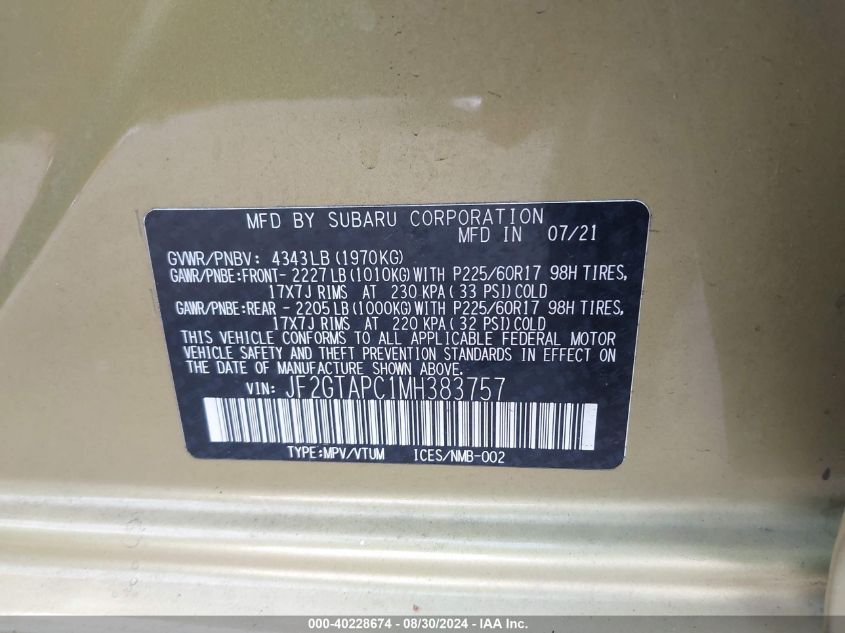 MFD BY SUBARU CORPORATION
MFD IN 07/21
GVWR/PNBV: 4343LB(1970KG)
GAWR/PNBE:FRONT- 2227LB(1010KG)WITH P225/60R17 98H TIRES,
17X7J RIMS AT 230 KPA( 33 PSI)COLD
GAWR/PNBE:REAR - 2205LB(1000KG)WITH P225/60R17 98H TIRES,
17X7J RIMS AT 220 KPA( 32 PSI)COLD
THIS VEHICLE CONFORMS TO ALL APPLICABLE FEDERAL MOTOR
VEHICLE SAFETY AND THEFT PREVENTION STANDARDS IN EFFECT ON
THE DATE OF MANUFACTURE SHOWN ABOVE.
VIN: JF2GTAPC1MH383757
TYPE:MPV/VTUM ICES/NMB-002
000-40228674 / 08/30/2024 - IAA Inc.